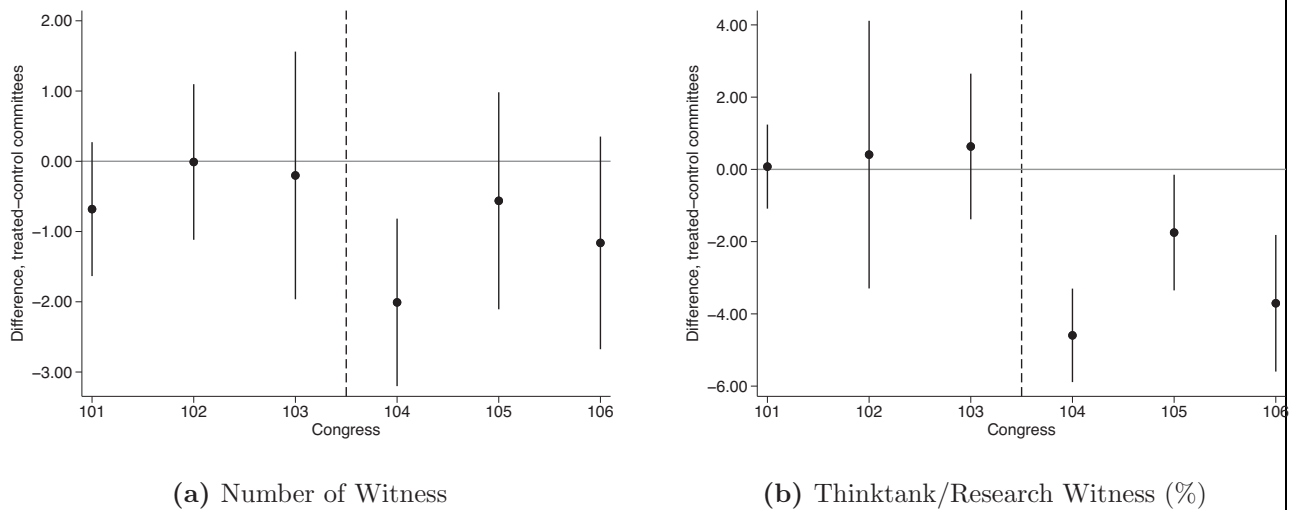 2.00
1.00
0.00
−1.00
−2.00
−3.00
Difference, treated−control committees
101 102 103 104 105 106
Congress
(a) Number of Witness
4.00
2.00
0.00
−2.00
−4.00
−6.00
Difference, treated−control committees
101 102 103 104 105 106
Congress
(b) Thinktank/Research Witness (%)